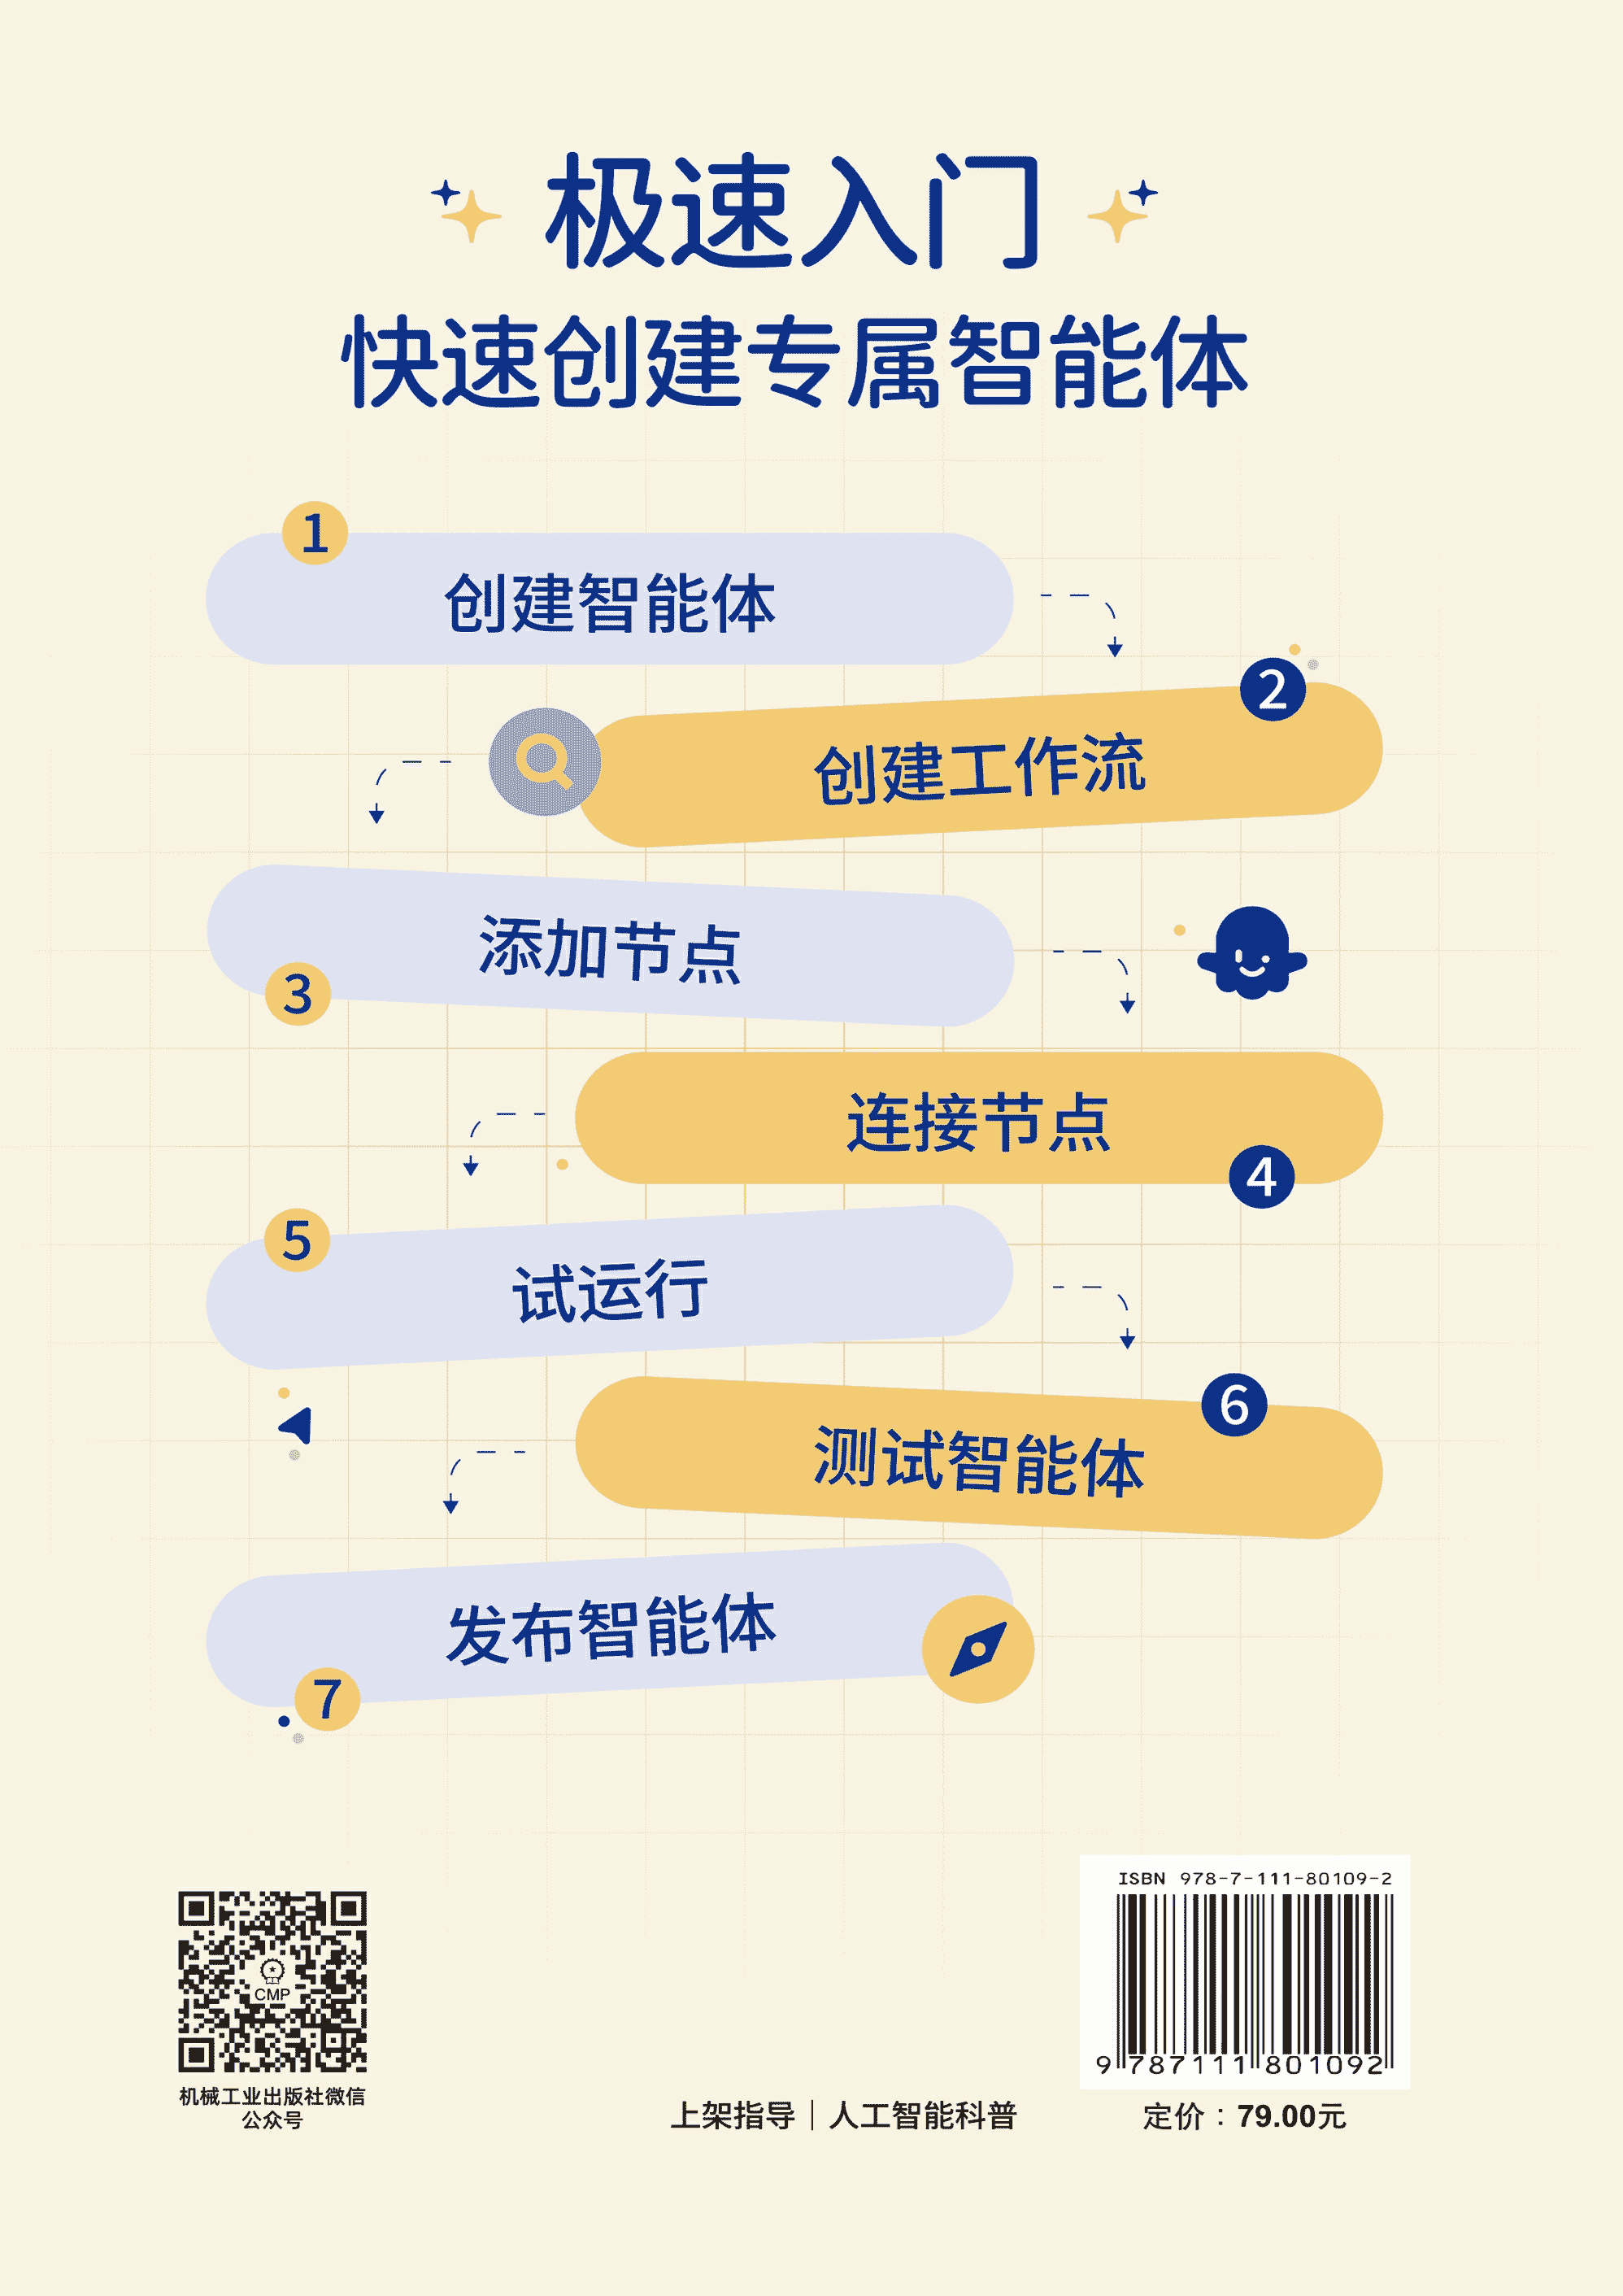 极速入门
快速创建专属智能体
1
创建智能体
2
创建工作流
添加节点
3
连接节点
4
5
试运行
6
测试智能体
发布智能体
7
CMP
机械工业出版社微信
公众号
上架指导｜人工智能科普
ISBN 978-7-111-80109-2
9 787111 801092
定价：79.00元